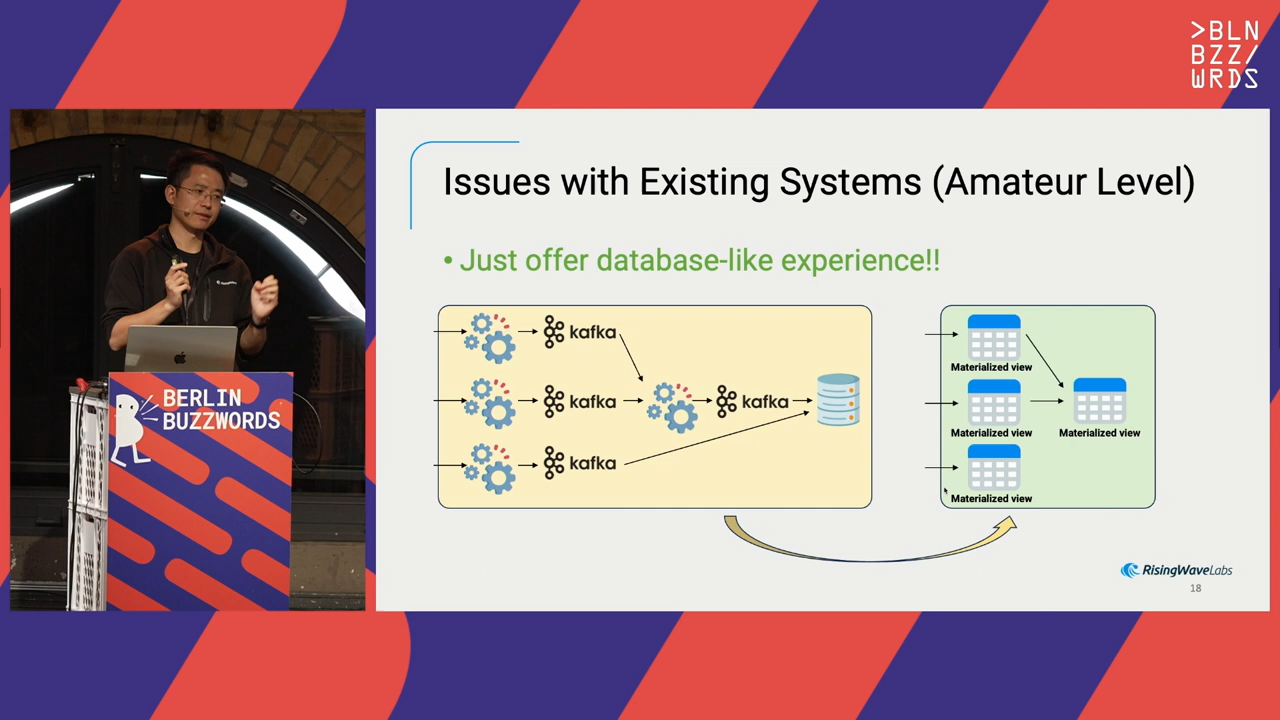 >BLN
BZZ/
WRDS
Issues with Existing Systems (Amateur Level)
• Just offer database-like experience!!
kafka
kafka
kafka
kafka
Materialized view
Materialized view
Materialized view
Materialized view
RisingWaveLabs
18
BERLIN
BUZZWORDS
RisingWave